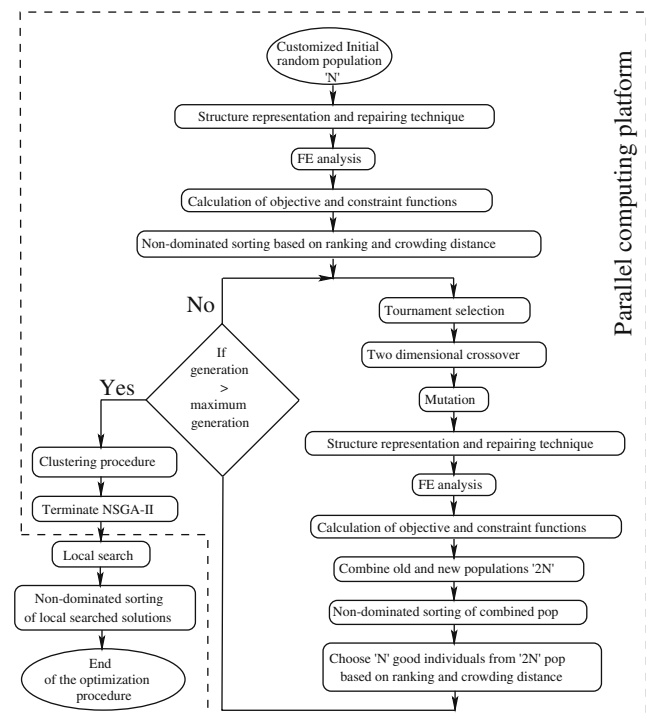 Customized Initial
random population
'N'
Structure representation and repairing technique
FE analysis
Calculation of objective and constraint functions
Non-dominated sorting based on ranking and crowding distance
Parallel computing platform
No
Tournament selection
Two dimensional crossover
Mutation
Structure representation and repairing technique
FE analysis
Calculation of objective and constraint functions
Combine old and new populations '2N'
Non-dominated sorting of combined pop
Choose 'N' good individuals from '2N' pop
based on ranking and crowding distance
If
generation
>
maximum
generation
Yes
Clustering procedure
Terminate NSGA-II
Local search
Non-dominated sorting
of local searched solutions
End
of the optimization
procedure